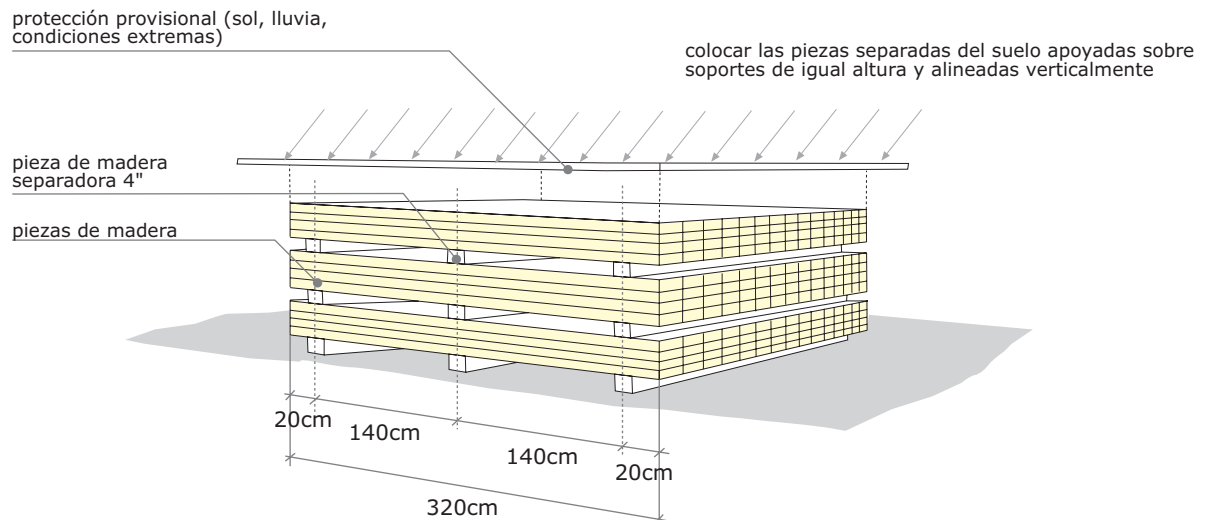 protección provisional (sol, lluvia,
condiciones extremas)
colocar las piezas separadas del suelo apoyadas sobre
soportes de igual altura y alineadas verticalmente
pieza de madera
separadora 4"
piezas de madera
20cm
140cm
140cm
20cm
320cm